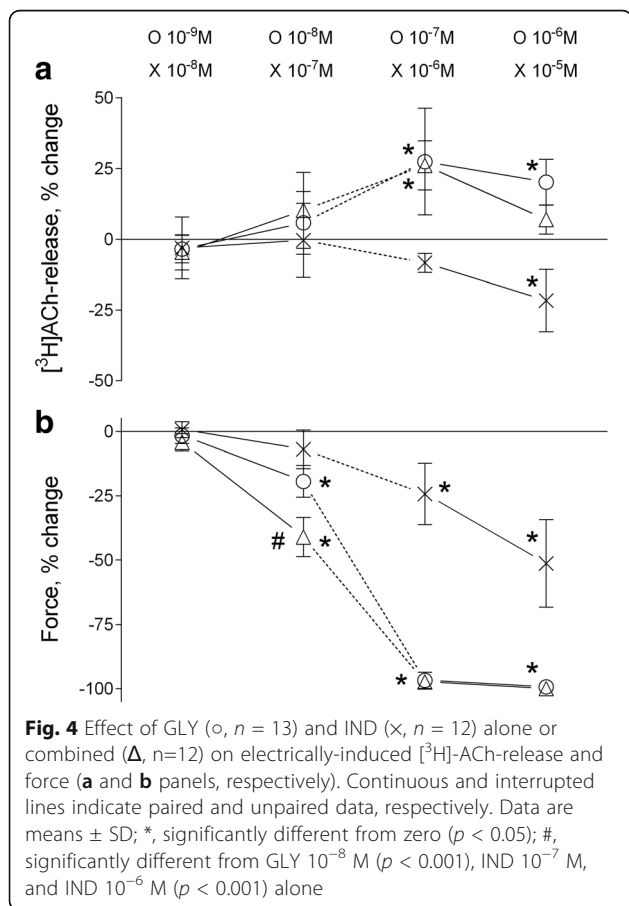 O 10⁻⁹M O 10⁻⁸M O 10⁻⁷M O 10⁻⁶M
X 10⁻⁸M X 10⁻⁷M X 10⁻⁶M X 10⁻⁵M
a
[³H]ACh-release, % change
50
25
0
-25
-50
* * * *
b
Force, % change
0
-25
-50
-75
-100
* # * * * * *
Fig. 4 Effect of GLY (○, n = 13) and IND (×, n = 12) alone or
combined (Δ, n=12) on electrically-induced [³H]-ACh-release and
force (a and b panels, respectively). Continuous and interrupted
lines indicate paired and unpaired data, respectively. Data are
means ± SD; *, significantly different from zero (p < 0.05); #,
significantly different from GLY 10⁻⁸ M (p < 0.001), IND 10⁻⁷ M,
and IND 10⁻⁶ M (p < 0.001) alone